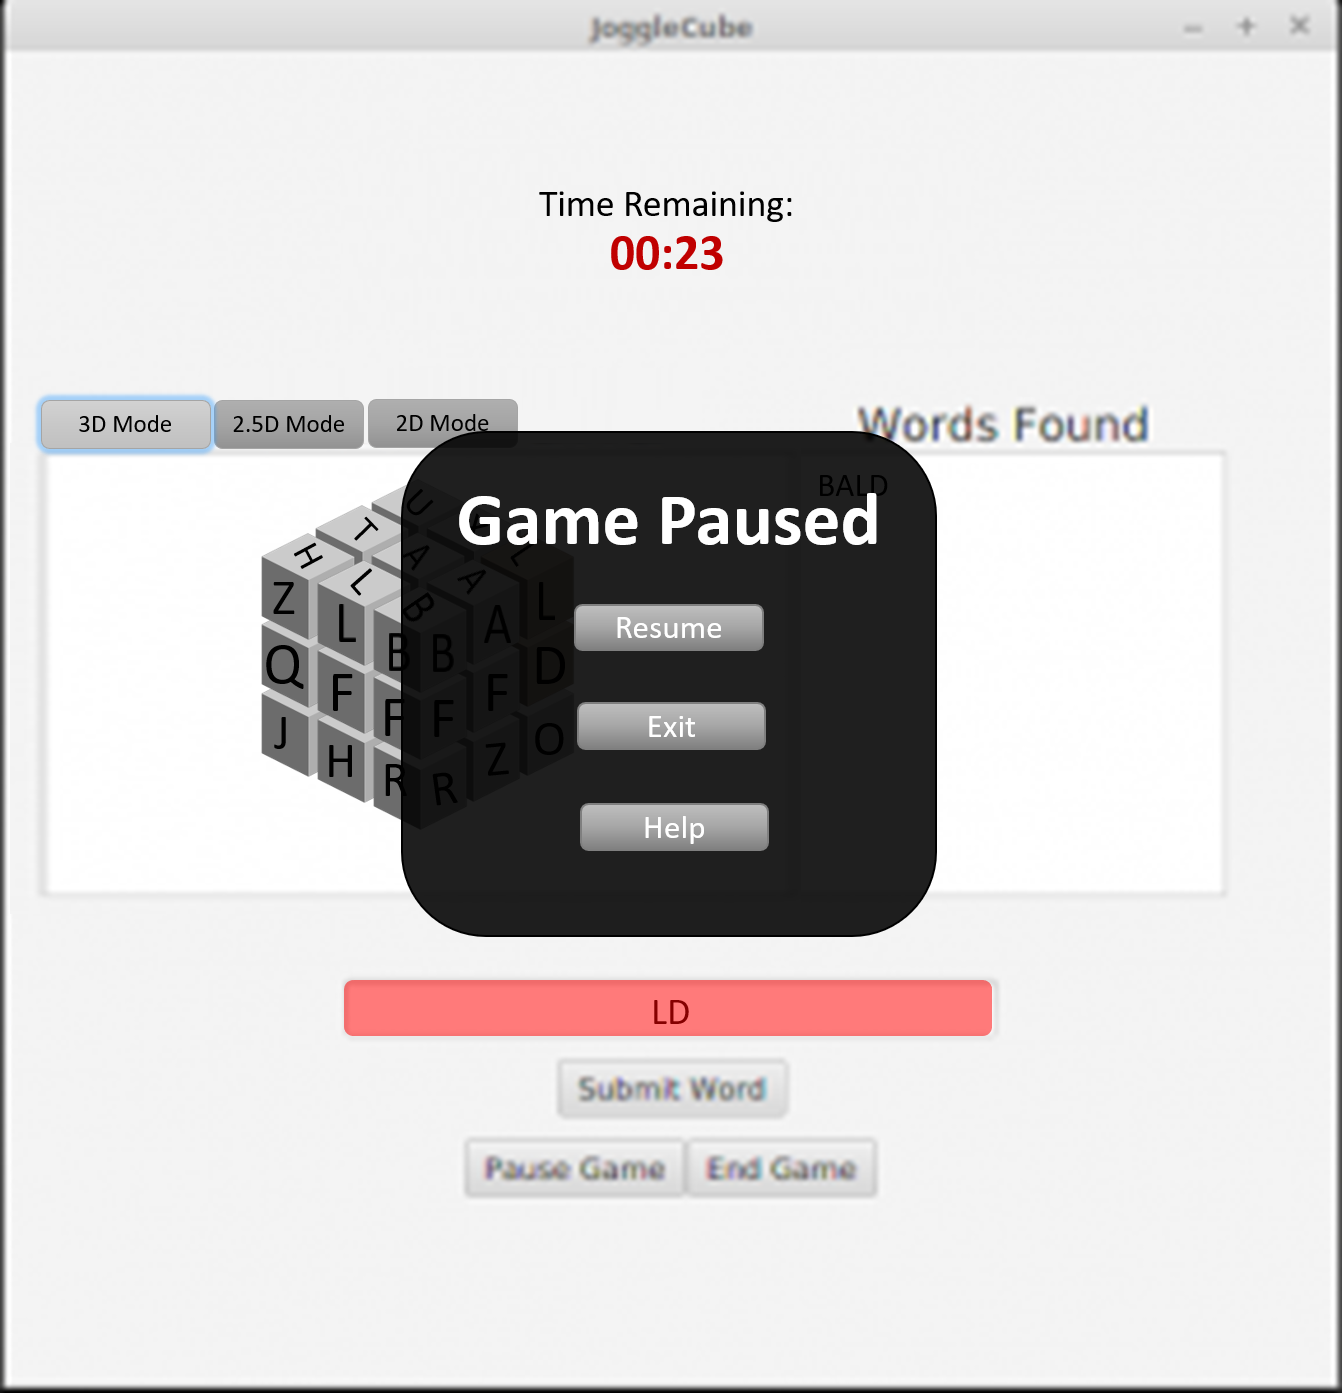 JoggleCube
Time Remaining:
00:23
3D Mode 2.5D Mode 2D Mode
Words Found
BALD
Game Paused
U
T
H A L
L A
B
Z L B B A L
Q F F F F D
J H R R Z O
Resume
Exit
Help
LD
Submit Word
Pause Game End Game